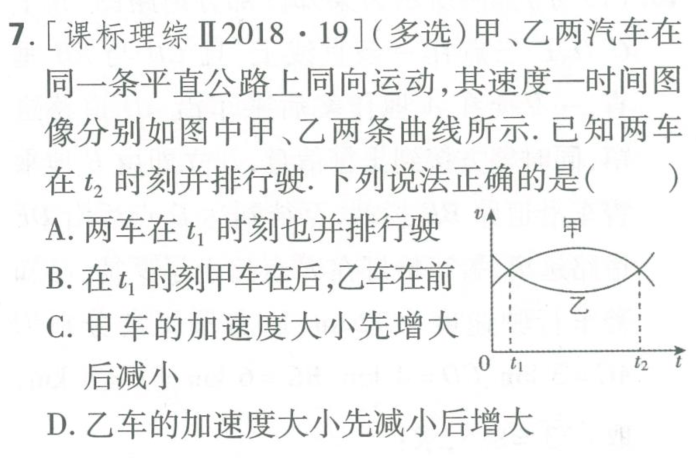 7.[课标理综Ⅱ2018·19](多选)甲、乙两汽车在
同一条平直公路上同向运动,其速度—时间图
像分别如图中甲、乙两条曲线所示.已知两车
在 t₂ 时刻并排行驶.下列说法正确的是(　　)
A. 两车在 t₁ 时刻也并排行驶
B. 在 t₁ 时刻甲车在后,乙车在前
C. 甲车的加速度大小先增大
后减小
D. 乙车的加速度大小先减小后增大
v
甲
乙
0 t₁ t₂ t